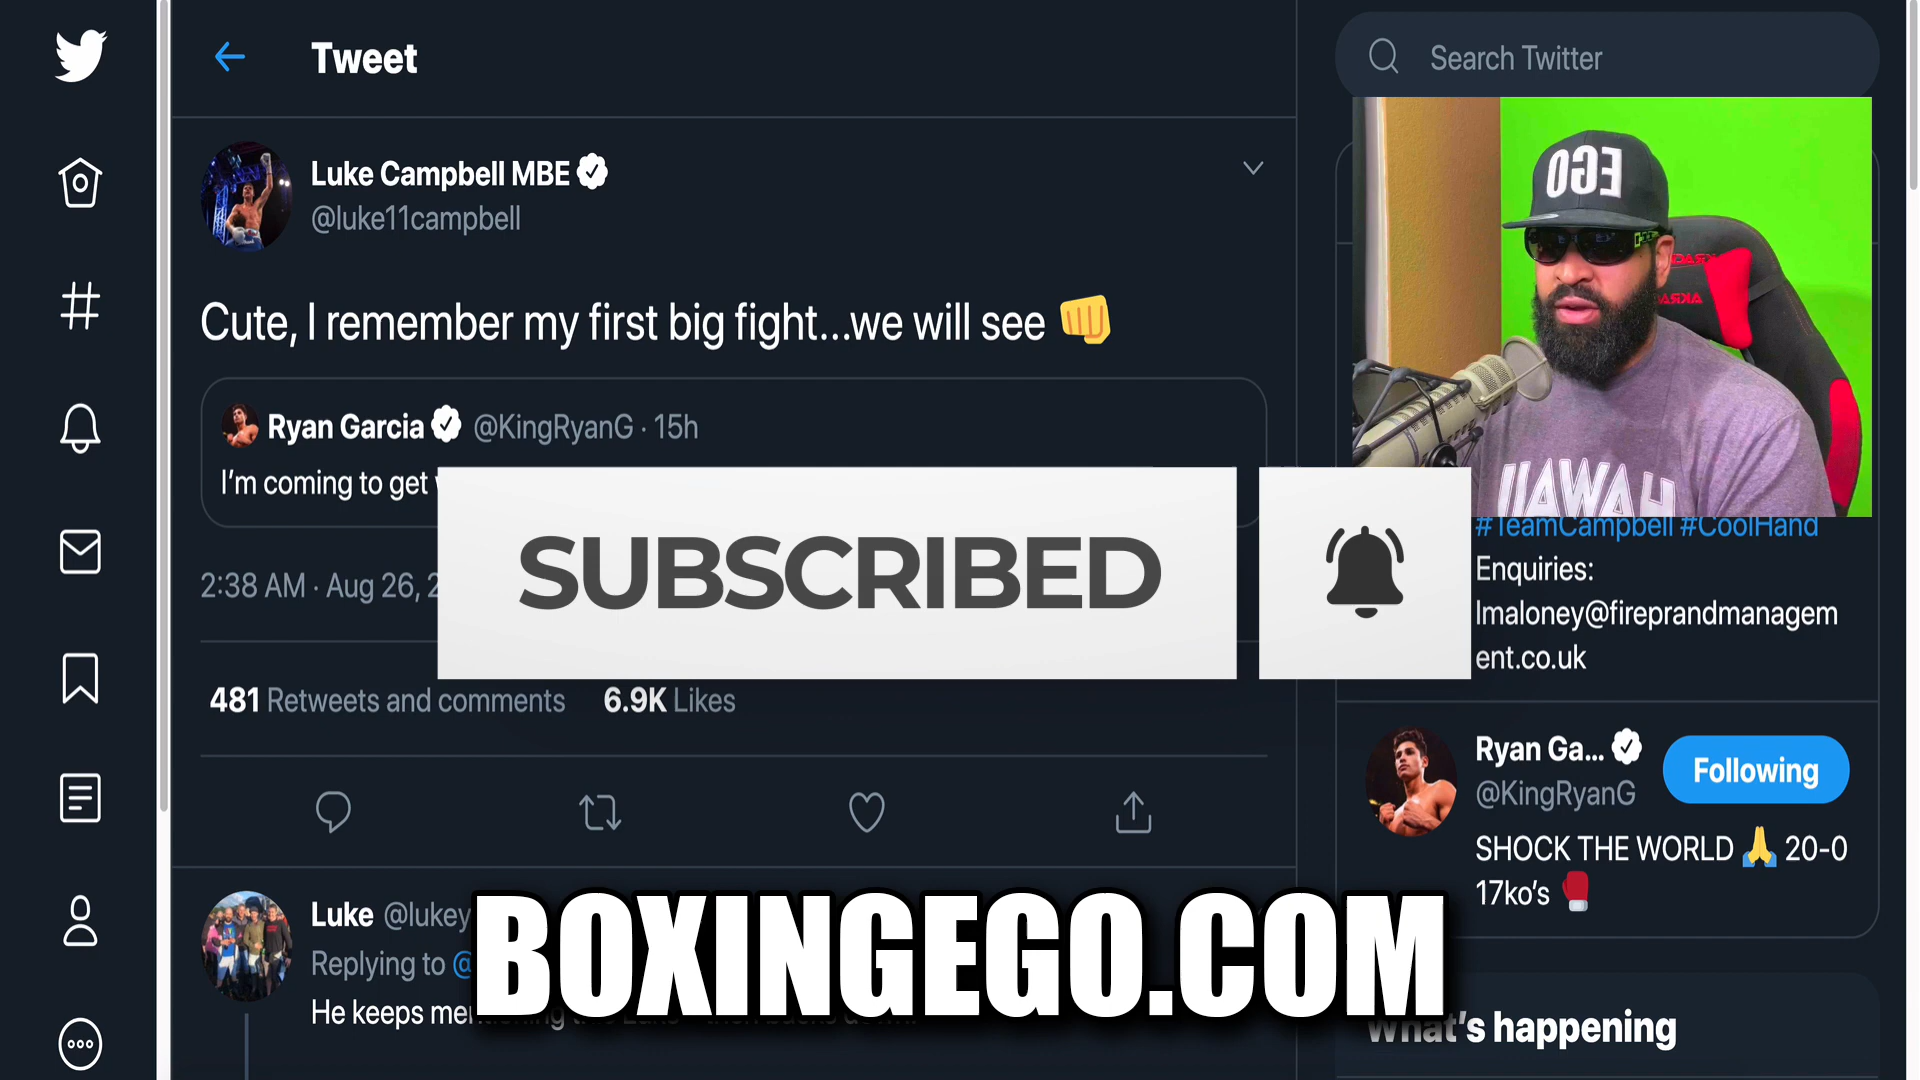 Tweet
Search Twitter
Luke Campbell MBE
@luke11campbell
EGO
Cute, I remember my first big fight...we will see 👊
Ryan Garcia @KingRyanG · 15h
I'm coming to get
SUBSCRIBED
HAWAII
#TeamCampbell #CoolHand
Enquiries:
lmaloney@fireprandmanagem
ent.co.uk
2:38 AM · Aug 26, 2
481 Retweets and comments 6.9K Likes
Ryan Ga... Following
@KingRyanG
SHOCK THE WORLD 🙏 20-0
17ko's 🥊
Luke @lukey
Replying to @
He keeps
BOXINGEGO.COM
What's happening